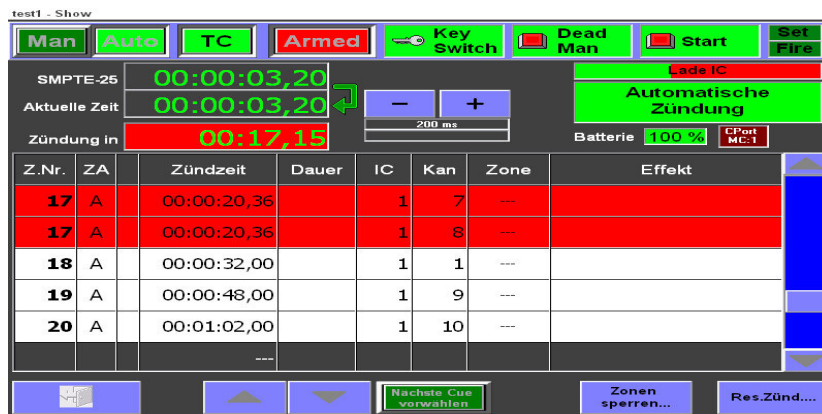 test1 - Show
Man Auto TC Armed Key Switch Dead Man Start Set Fire
SMPTE-25 00:00:03,20
Lade IC
Aktuelle Zeit 00:00:03,20 - + Automatische Zündung
200 ms
Zündung in 00:17,15 Batterie 100 % CPort MC:1
Z.Nr. ZA Zündzeit Dauer IC Kan Zone Effekt
17 A 00:00:20,36 1 7 ---
17 A 00:00:20,36 1 8 ---
18 A 00:00:32,00 1 1 ---
19 A 00:00:48,00 1 9 ---
20 A 00:01:02,00 1 10 ---
---
Nachste Cue vorwahlen Zonen sperren... Res.Zünd....